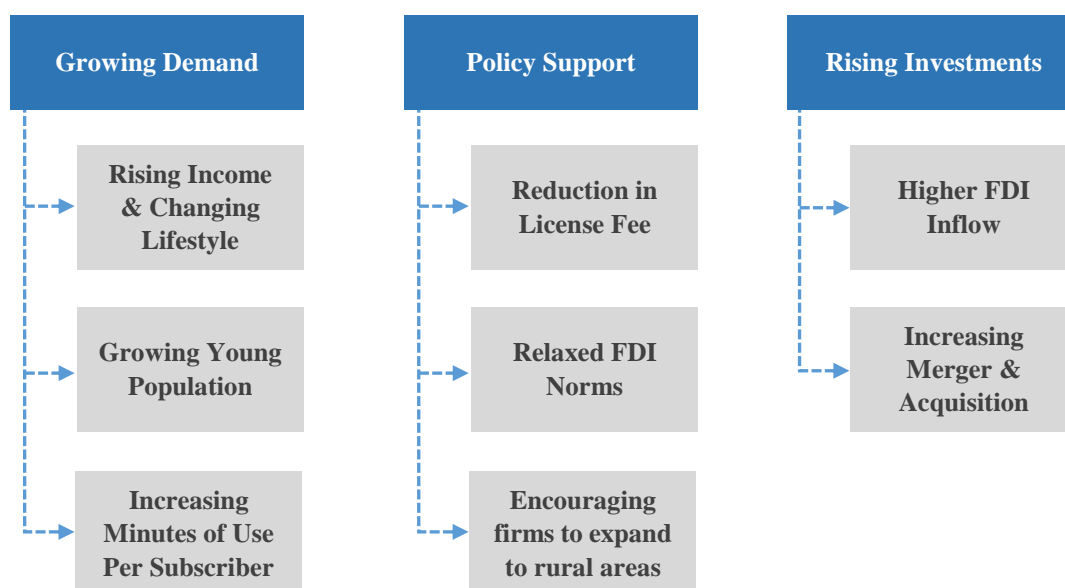 Growing Demand
Rising Income
& Changing
Lifestyle
Growing Young
Population
Increasing
Minutes of Use
Per Subscriber
Policy Support
Reduction in
License Fee
Relaxed FDI
Norms
Encouraging
firms to expand
to rural areas
Rising Investments
Higher FDI
Inflow
Increasing
Merger &
Acquisition